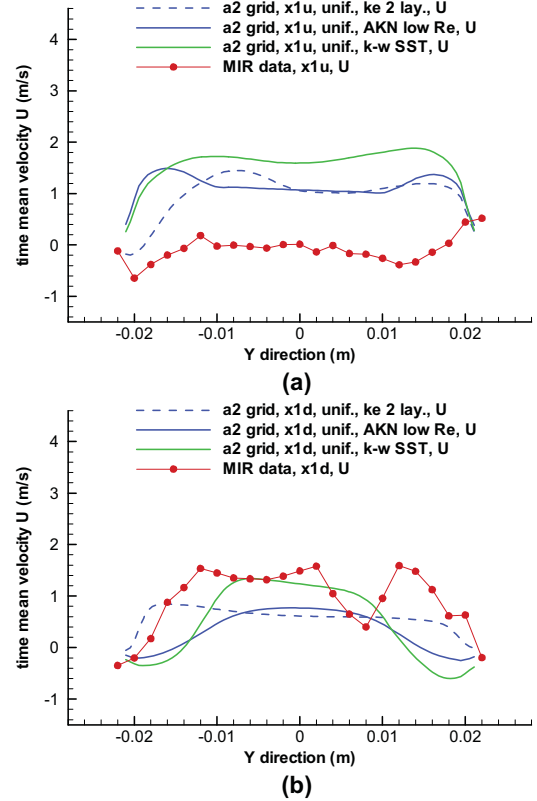 a2 grid, x1u, unif., ke 2 lay., U
a2 grid, x1u, unif., AKN low Re, U
a2 grid, x1u, unif., k-w SST, U
MIR data, x1u, U
time mean velocity U (m/s)
4
3
2
1
0
-1
-0.02
-0.01
0
0.01
0.02
Y direction (m)
(a)
a2 grid, x1d, unif., ke 2 lay., U
a2 grid, x1d, unif., AKN low Re, U
a2 grid, x1d, unif., k-w SST, U
MIR data, x1d, U
time mean velocity U (m/s)
4
3
2
1
0
-1
-0.02
-0.01
0
0.01
0.02
Y direction (m)
(b)